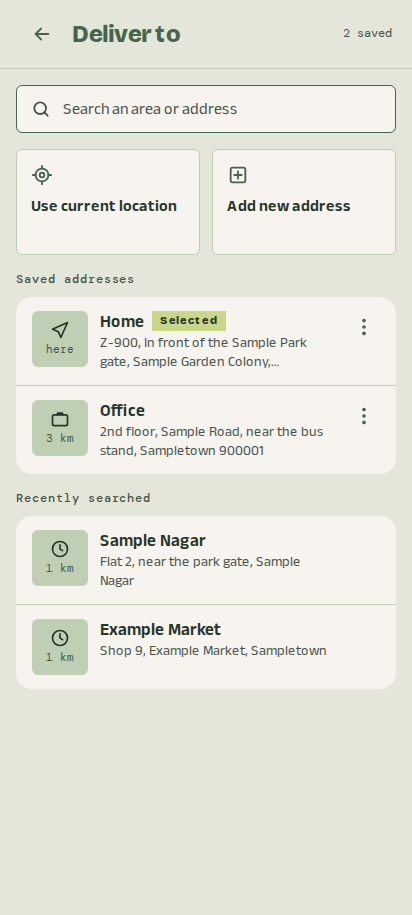 Deliver to
2 saved
Search an area or address
Use current location
Add new address
Saved addresses
here
Home
Selected
Z-900, In front of the Sample Park
gate, Sample Garden Colony,...
3 km
Office
2nd floor, Sample Road, near the bus
stand, Sampletown 900001
Recently searched
1 km
Sample Nagar
Flat 2, near the park gate, Sample
Nagar
1 km
Example Market
Shop 9, Example Market, Sampletown